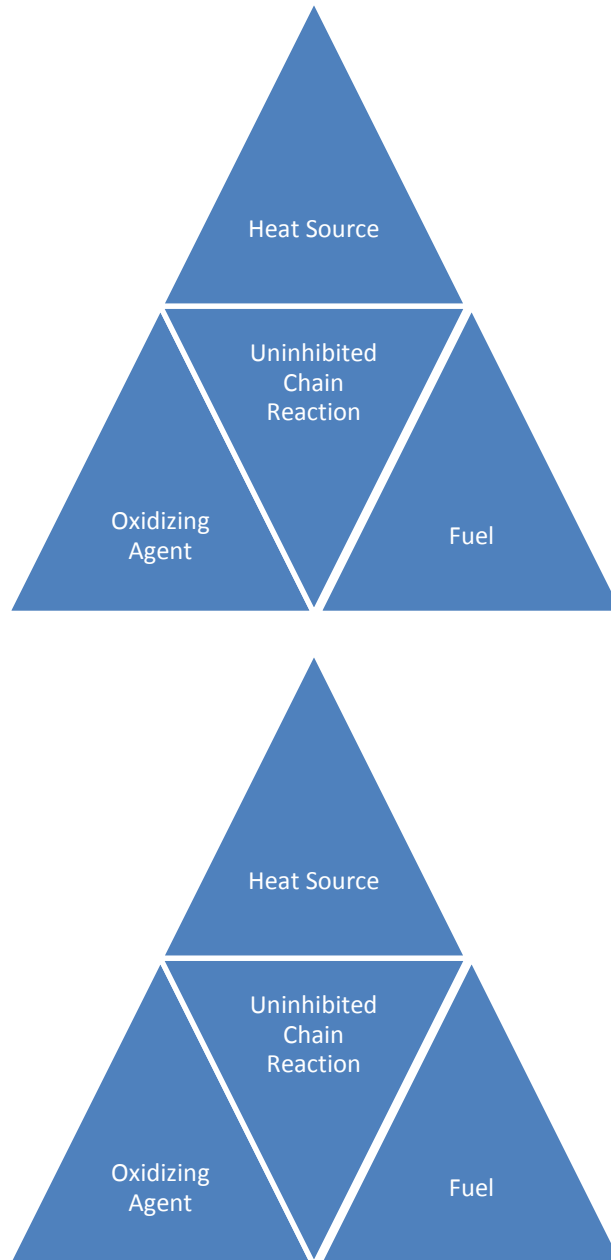 Heat Source
Uninhibited
Chain
Reaction
Oxidizing
Agent
Fuel
Heat Source
Uninhibited
Chain
Reaction
Oxidizing
Agent
Fuel